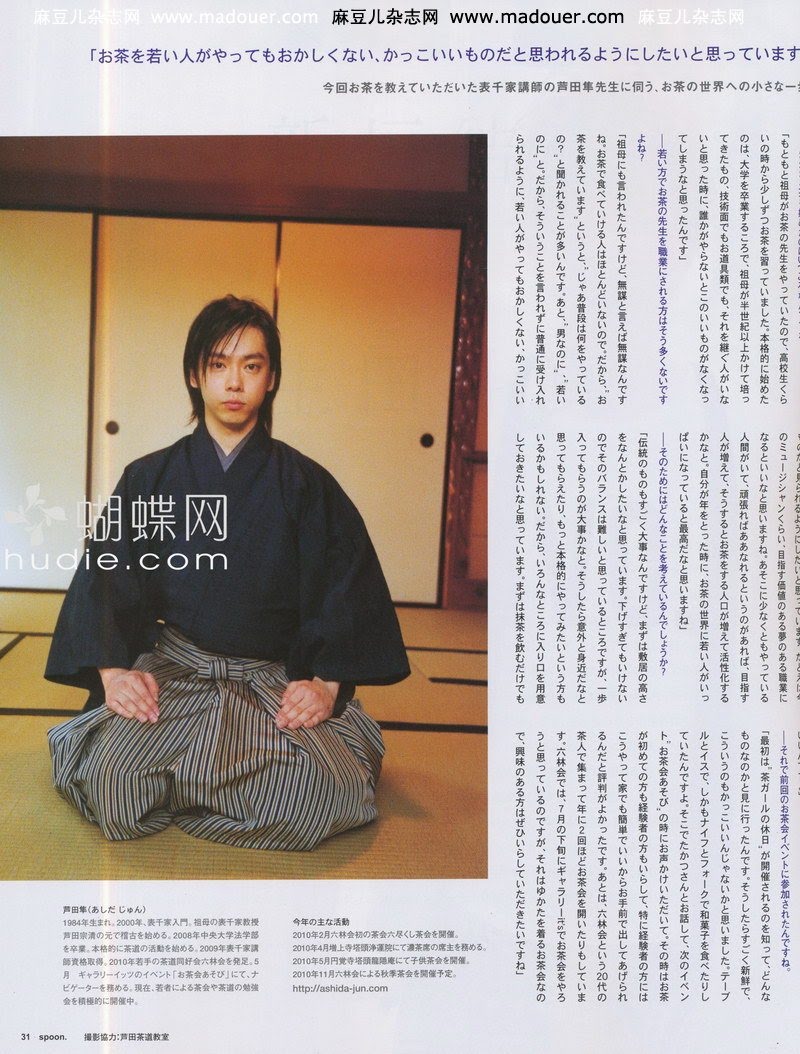 麻豆儿杂志网 www.madouer.com 麻豆儿杂志网 www.madouer.com 麻豆儿杂志网
「お茶を若い人がやってもおかしくない、かっこいいものだと思われるようにしたいと思っています
今回お茶を教えていただいた表千家講師の芦田隼先生に伺う、お茶の世界への小さな一
「もともと祖母がお茶の先生をやっていたので、高校生くら
いの時から少しずつお茶を習っていました。本格的に始めた
のは、大学を卒業するころで、祖母が半世紀以上かけて培っ
てきたもの、技術面でもお道具類でも、それを継ぐ人がいな
いと思った時に、誰かがやらないとこのいいものがなくなっ
てしまうなと思ったんです」
──若い方でお茶の先生を職業にされる方はそう多くないです
よね？
「祖母にも言われたんですけど、無謀と言えば無謀なんです
ね。お茶で食べていける人はほとんどいないので。だから、“お
茶を教えています”というと、“じゃあ普段は何をやっている
の？”と聞かれることが多いんです。あと、“男なのに”、“若い
のに”と。だから、そういうことを言われずに普通に受け入れ
られるように、若い人がやってもおかしくない、かっこいい
ものだと見られるようにしたいと思っています。たとえば
のミュージシャンくらい、目指す価値のある夢のある職業に
なるといいなと思いますね。あそこに少なくともやっている
人間がいて、頑張ればああなれるというのがあれば、目指す
人が増えて、そうするとお茶をする人口が増えて活性化する
かなと。自分が年をとった時に、お茶の世界に若い人がいっ
ぱいになっていると最高だなと思いますね」
──そのためにはどんなことを考えているんでしょうか？
「伝統のものもすごく大事なんですけど、まずは敷居の高さ
をなんとかしたいなと思っています。下げすぎてもいけない
のでそのバランスは難しいと思っているところですが、一歩
入ってもらうのが大事かなと。そうしたら意外と身近だなと
思ってもらえたり、もっと本格的にやってみたいという方も
いるかもしれない。だから、いろんなところに入り口を用意
しておきたいなと思っています。まずは抹茶を飲むだけでも
──それで前回のお茶会イベントに参加されたんですね。
「最初は、“茶ガールの休日”が開催されるのを知って、どんな
ものなのかと見に行ったんです。そうしたらすごく新鮮で、
こういうのもかっこいいんじゃないかと思いました。テーブ
ルとイスで、しかもナイフとフォークで和菓子を食べたりし
ていたんですよ。そこでたかつさんとお話して、次のイベン
ト、“お茶会あそび”の時にお声かけいただいて。その時はお茶
が初めての方も経験者の方もいらして、特に経験者の方には
こうやって家でも簡単でいいからお手前で出してあげられ
るんだと評判がよかったです。あとは、六林会という20代の
茶人で集まって年に2回ほどお茶会を開いたりもしていま
す。六林会では、7月の下旬にギャラリーit'sでお茶会をやろ
うと思っているのですが、それはゆかたを着るお茶会なの
で、興味のある方はぜひいらしていただきたいですね」
蝴蝶网
hudie.com
芦田隼(あしだ じゅん)
1984年生まれ。2000年、表千家入門。祖母の表千家教授
芦田宗清の元で稽古を始める。2008年中央大学法学部
を卒業。本格的に茶道の活動を始める。2009年表千家講
師資格取得。2010年若手の茶道同好会六林会を発足。5
月 ギャラリーイッツのイベント「お茶会あそび」にて、ナ
ビゲーターを務める。現在、若者による茶会や茶道の勉強
会を積極的に開催中。
今年の主な活動
2010年2月六林会初の茶会六尽くし茶会を開催。
2010年4月増上寺塔頭浄運院にて濃茶席の席主を務める。
2010年5月円覚寺塔頭龍隠庵にて子供茶会を開催。
2010年11月六林会による秋季茶会を開催予定。
http://ashida-jun.com
31 spoon. 撮影協力:芦田茶道教室